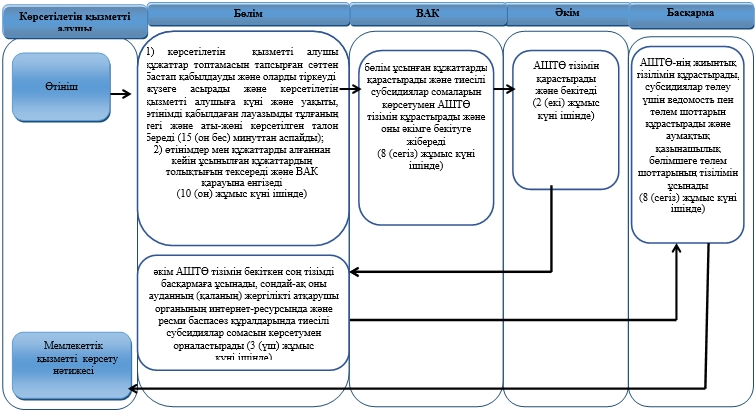 Көрсетілетін қызметті
алушы
Бөлім
ВАК
Әкім
Басқарма
Өтініш
1) көрсетілетін қызметті алушы
құжаттар топтамасын тапсырған сәттен
бастап қабылдауды және оларды тіркеуді
жүзеге асырады және көрсетілетін
қызметті алушыға күні және уақыты,
өтінімді қабылдаған лауазымды тұлғаның
тегі және аты-жөні көрсетілген талон
береді (15 (он бес) минуттан аспайды);
2) өтінімдер мен құжаттарды алғаннан
кейін ұсынылған құжаттардың
толықтығын тексереді және ВАК
қарауына енгізеді
(10 (он) жұмыс күні ішінде)
бөлім ұсынған құжаттарды
қарастырады және тиесілі
субсидиялар сомаларын
көрсетумен АШТӨ
тізімін құрастырады және
оны әкімге бекітуге
жібереді
(8 (сегіз) жұмыс күні
ішінде)
АШТӨ тізімін
қарастырады
және бекітеді
(2 (екі) жұмыс
күні ішінде)
АШТӨ-нің жиынтық
тізілімін құрастырады,
субсидиялар төлеу
үшін ведомость пен
төлем шоттарын
құрастырады және
аумақтық
қазынашылық
бөлімшеге төлем
шоттарының тізілімін
ұсынады
(8 (сегіз) жұмыс күні
ішінде)
әкім АШТӨ тізімін бекіткен соң тізімді
басқармаға ұсынады, сондай-ақ оны
ауданның (қаланың) жергілікті атқарушы
органының интернет-ресурсында және
ресми баспасөз құралдарында тиесілі
субсидиялар сомасын көрсетумен
орналастырады (3 (үш) жұмыс
күні ішінде)
Мемлекеттік
қызметті көрсету
нәтижесі